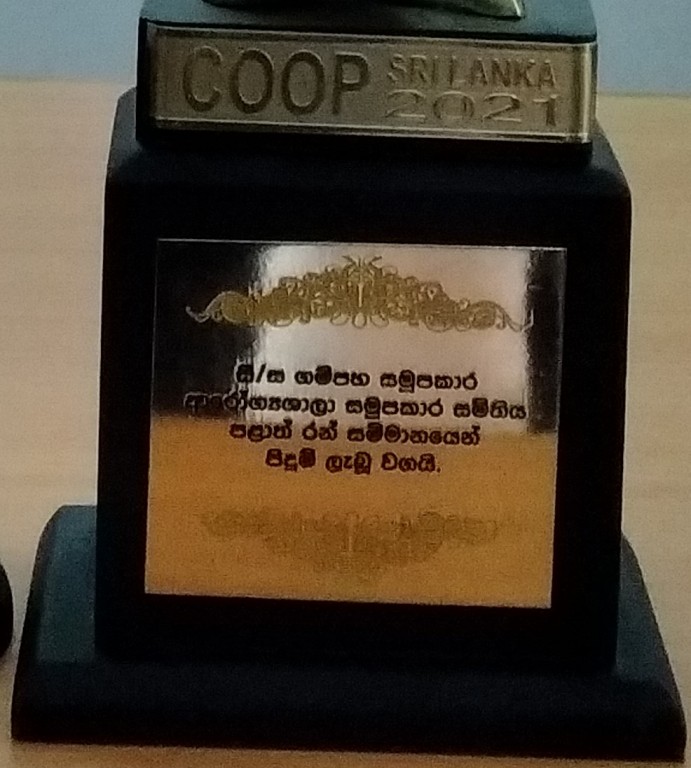 COOP SRI LANKA
2021
සී/ස ගම්පහ සමූපකාර
ආරෝග්‍යශාලා සමුපකාර සමිතිය
පළාත් රන් සම්මානයෙන්
පිදුම් ලැබූ වගයි.